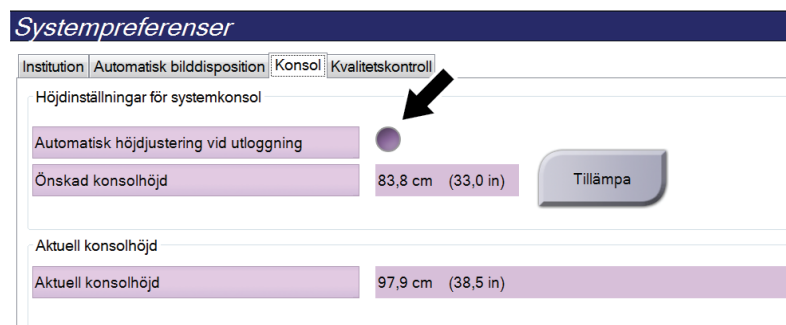 Systempreferenser
Institution Automatisk bilddisposition Konsol Kvalitetskontroll
Höjdinställningar för systemkonsol
Automatisk höjdjustering vid utloggning
Önskad konsolhöjd 83,8 cm (33,0 in) Tillämpa
Aktuell konsolhöjd
Aktuell konsolhöjd 97,9 cm (38,5 in)